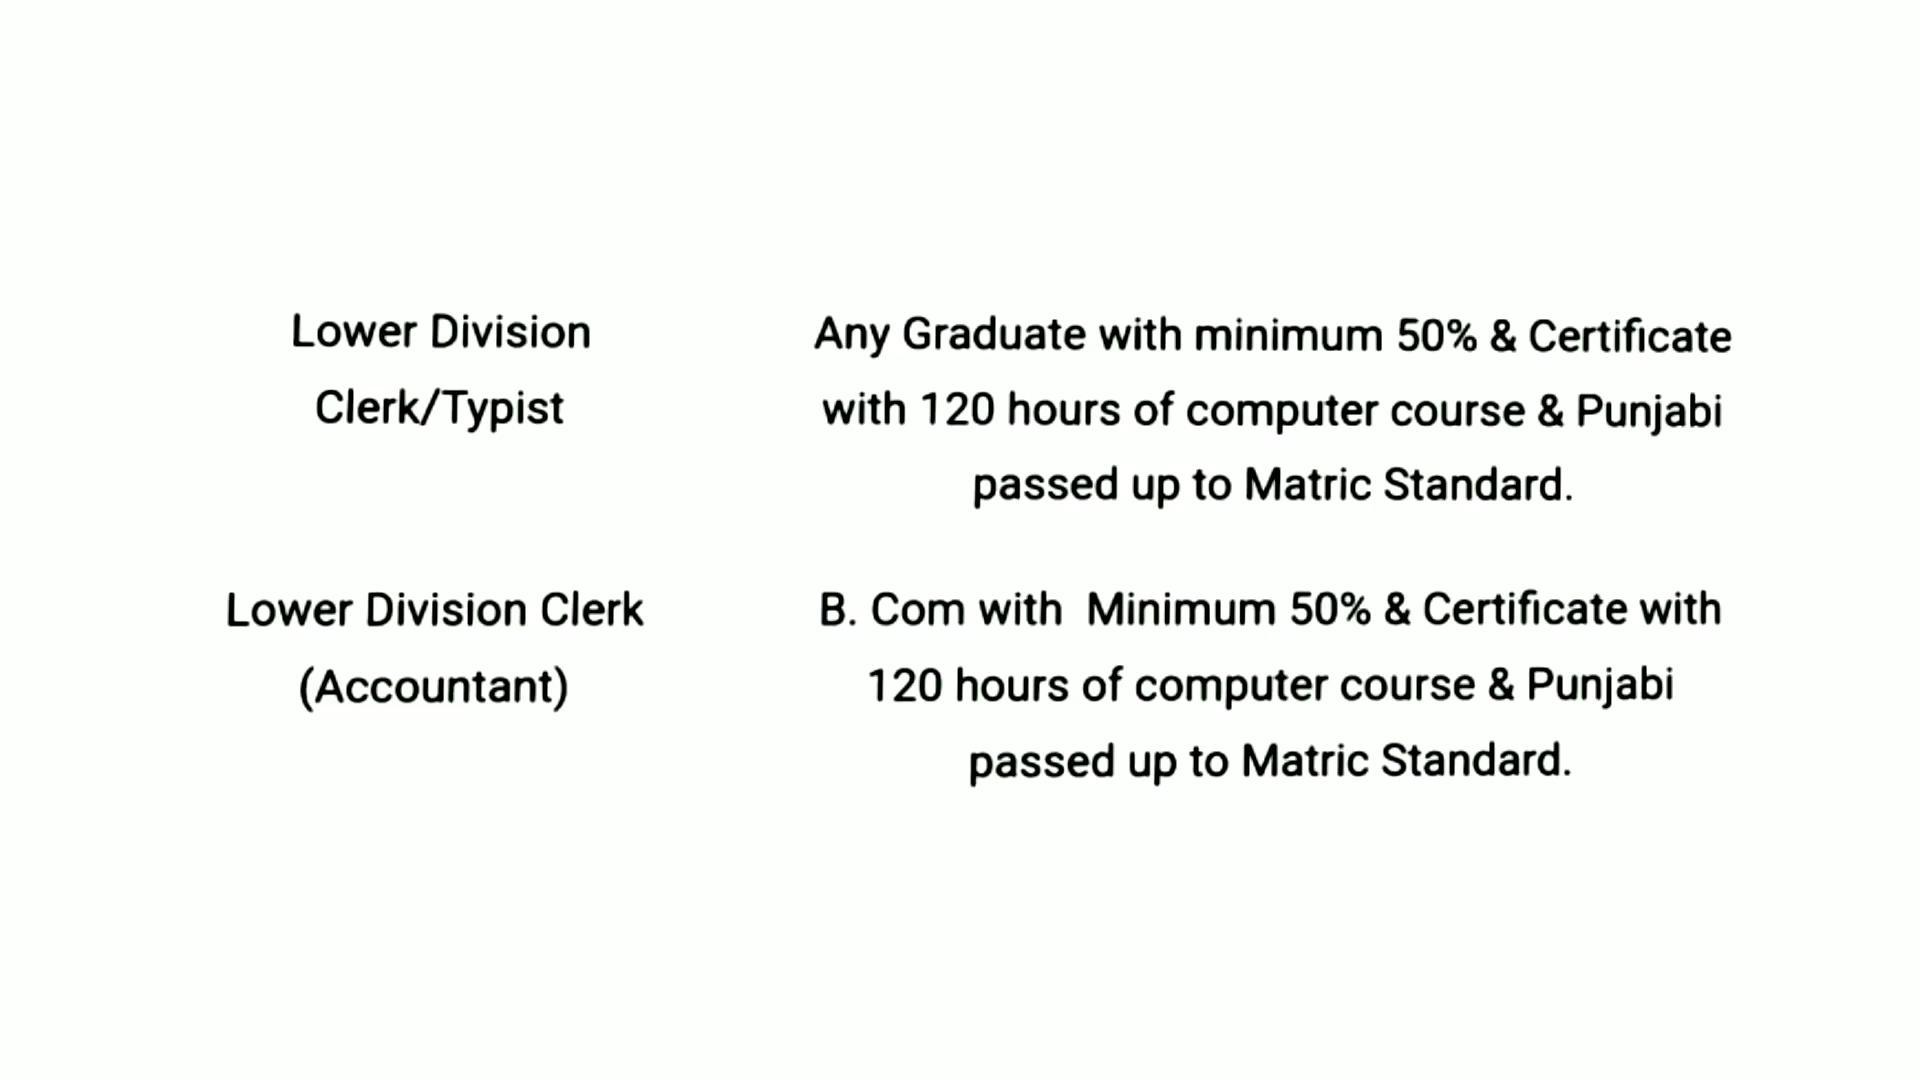 Lower Division
Clerk/Typist
Any Graduate with minimum 50% & Certificate
with 120 hours of computer course & Punjabi
passed up to Matric Standard.
Lower Division Clerk
(Accountant)
B. Com with  Minimum 50% & Certificate with
120 hours of computer course & Punjabi
passed up to Matric Standard.